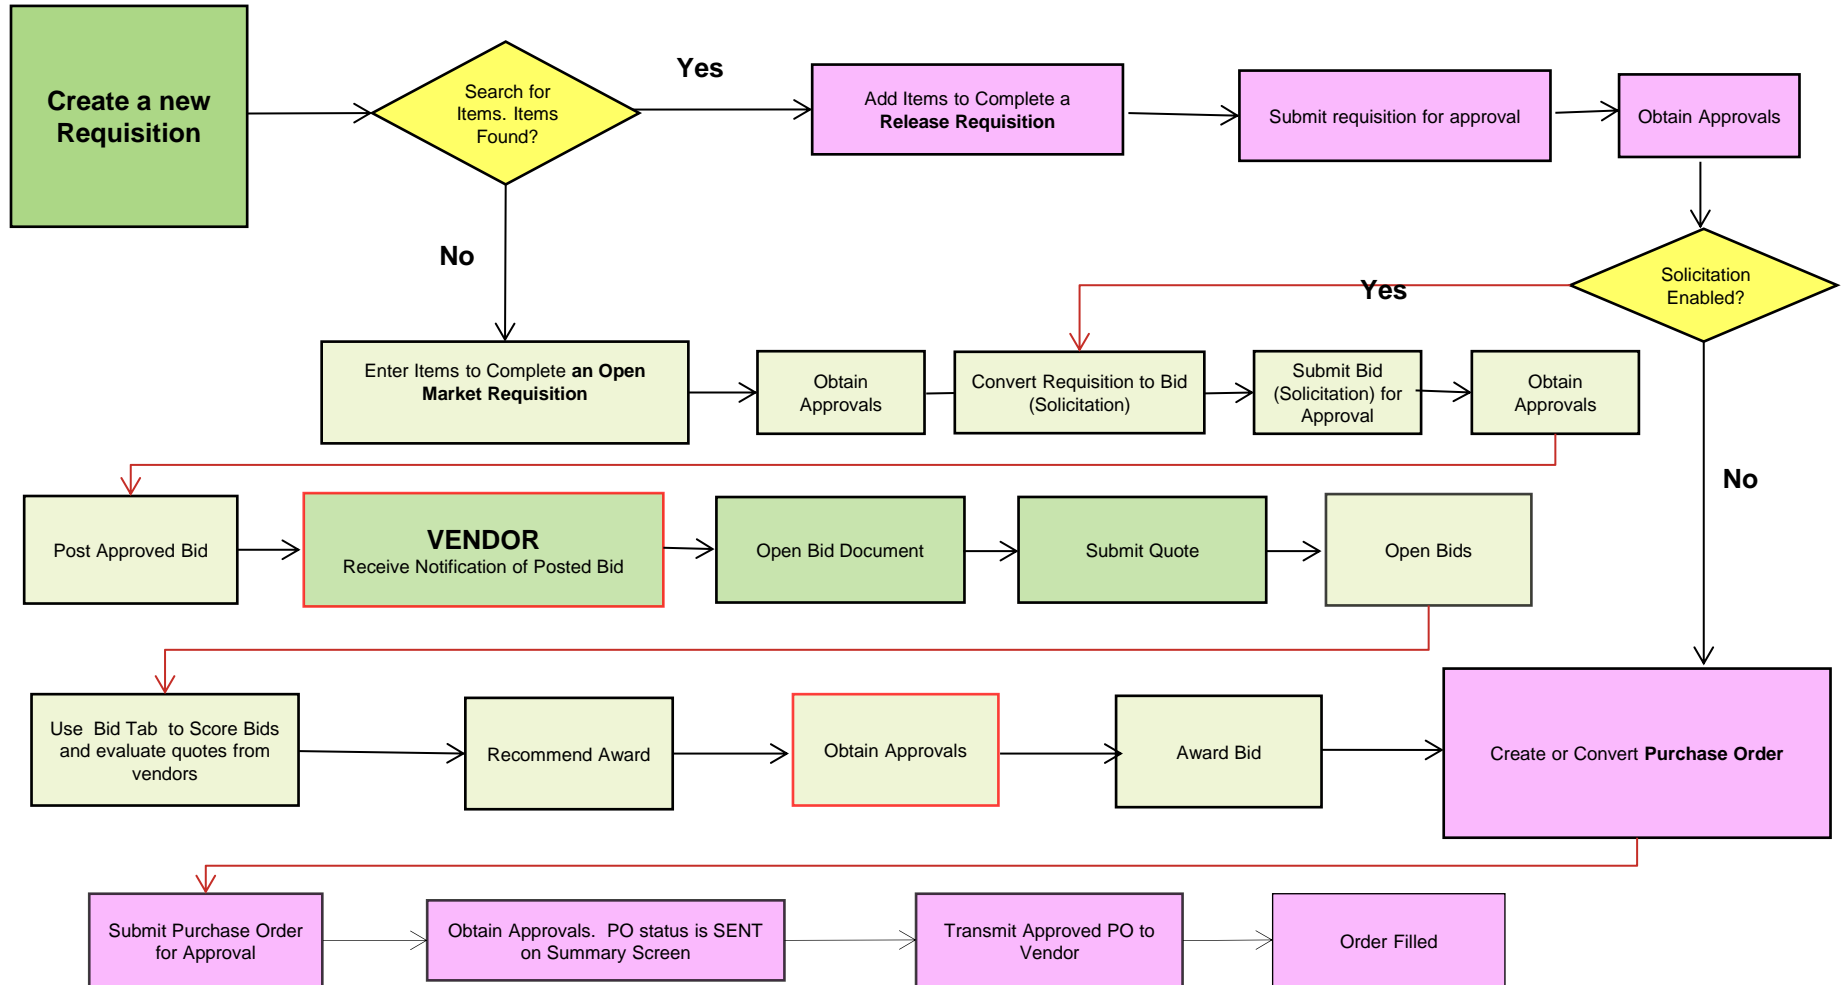 Create a new
Requisition
Search for
Items. Items
Found?
Yes
Add Items to Complete a
Release Requisition
Submit requisition for approval
Obtain Approvals
No
Solicitation
Enabled?
Yes
Enter Items to Complete an Open
Market Requisition
Obtain
Approvals
Convert Requisition to Bid
(Solicitation)
Submit Bid
(Solicitation) for
Approval
Obtain
Approvals
No
Post Approved Bid
VENDOR
Receive Notification of Posted Bid
Open Bid Document
Submit Quote
Open Bids
Use Bid Tab to Score Bids
and evaluate quotes from
vendors
Recommend Award
Obtain Approvals
Award Bid
Create or Convert Purchase Order
Submit Purchase Order
for Approval
Obtain Approvals. PO status is SENT
on Summary Screen
Transmit Approved PO to
Vendor
Order Filled